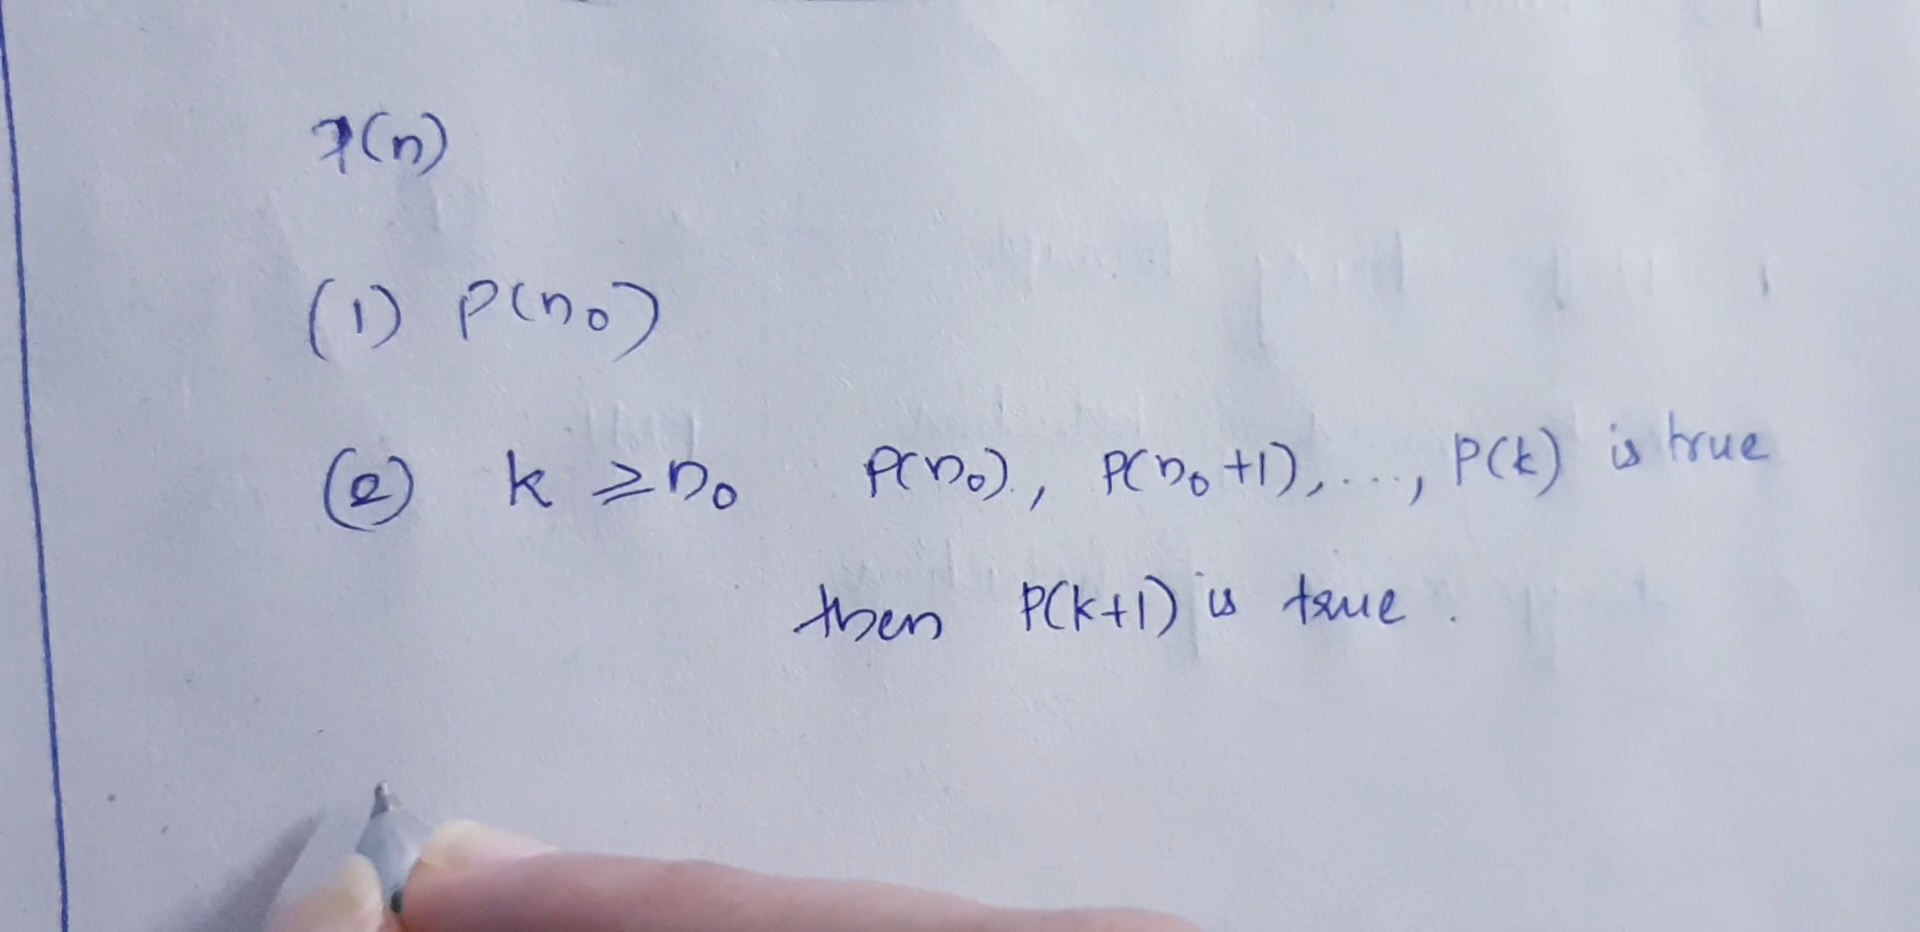 P(n)
(1) P(n₀)
(2) k ≥ n₀ P(n₀), P(n₀+1), ..., P(k) is true
then P(k+1) is true.